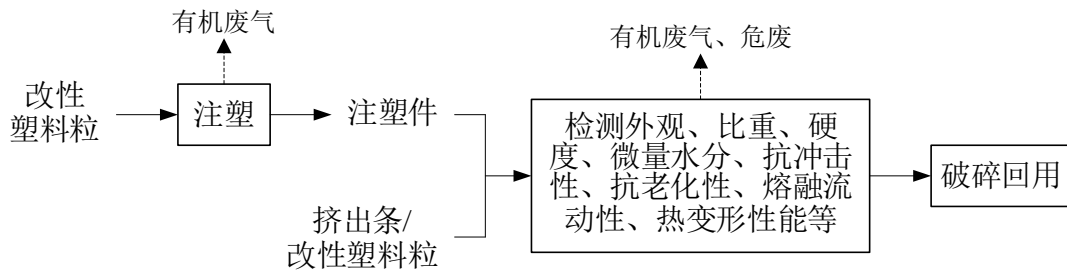 有机废气
有机废气、危废
改性
塑料粒
注塑
注塑件
检测外观、比重、硬
度、微量水分、抗冲击
性、抗老化性、熔融流
动性、热变形性能等
破碎回用
挤出条/
改性塑料粒